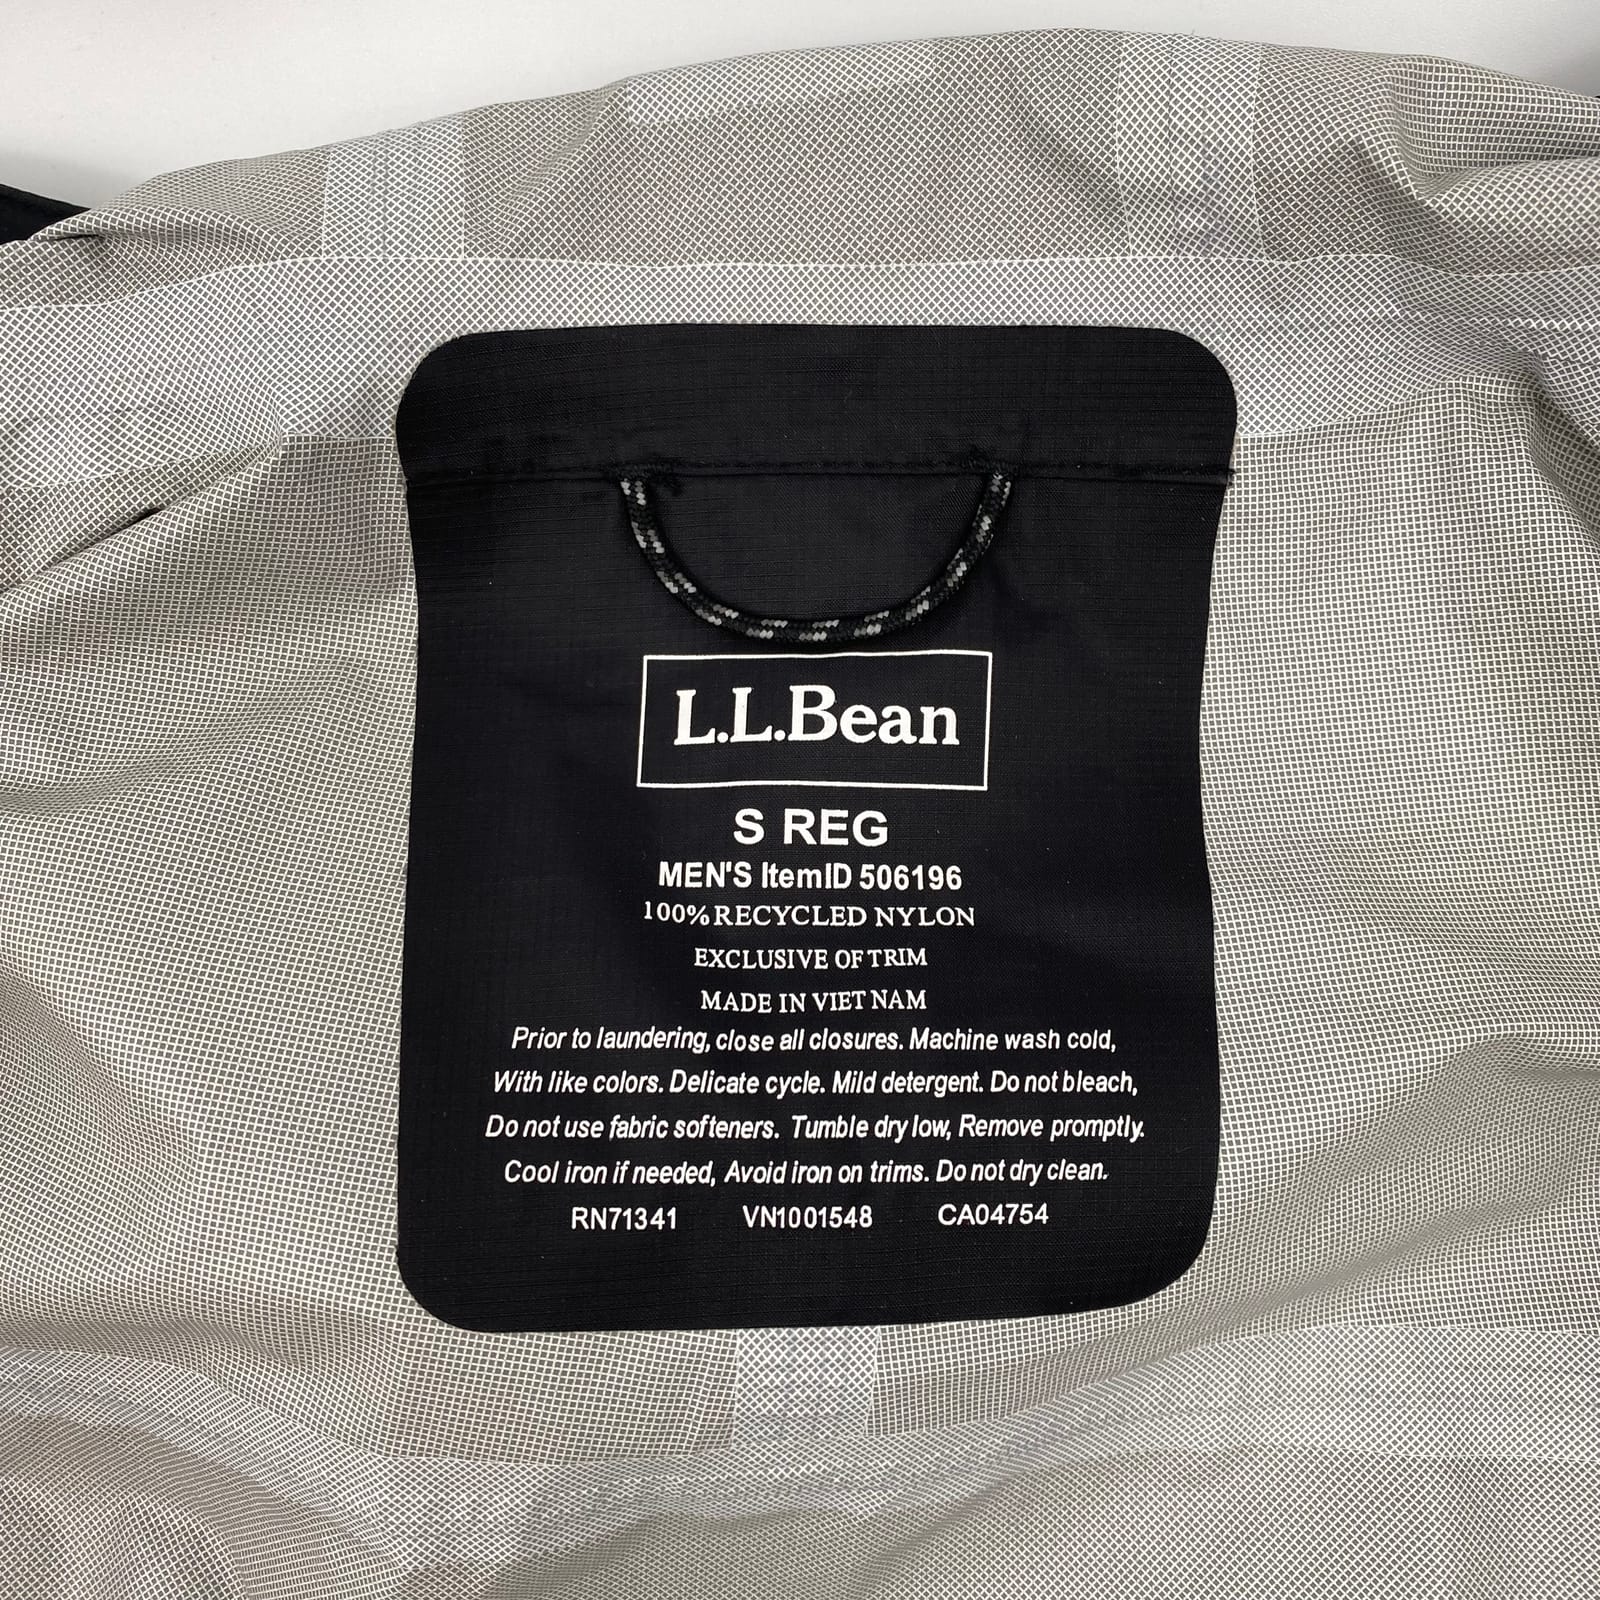 L.L.Bean
S REG
MEN'S ItemID 506196
100% RECYCLED NYLON
EXCLUSIVE OF TRIM
MADE IN VIET NAM
Prior to laundering, close all closures. Machine wash cold,
With like colors. Delicate cycle. Mild detergent. Do not bleach,
Do not use fabric softeners. Tumble dry low, Remove promptly.
Cool iron if needed, Avoid iron on trims. Do not dry clean.
RN71341 VN1001548 CA04754